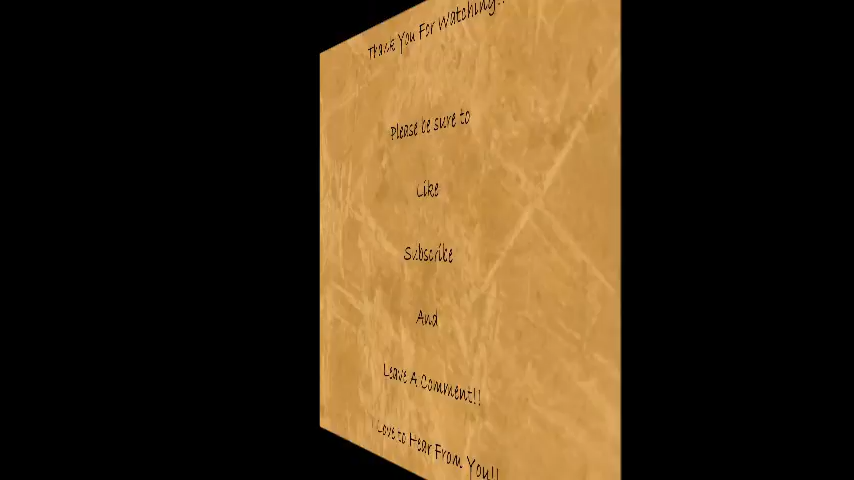 Thank You For Watching!!
Please be sure to
Like
Subscribe
And
Leave A Comment!!
I Love to Hear From You!!